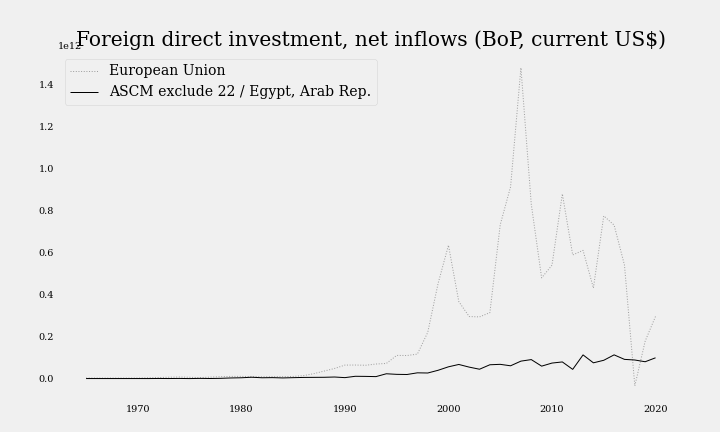 Foreign direct investment, net inflows (BoP, current US$)
1e12
European Union
ASCM exclude 22 / Egypt, Arab Rep.
1.4
1.2
1.0
0.8
0.6
0.4
0.2
0.0
1970 1980 1990 2000 2010 2020